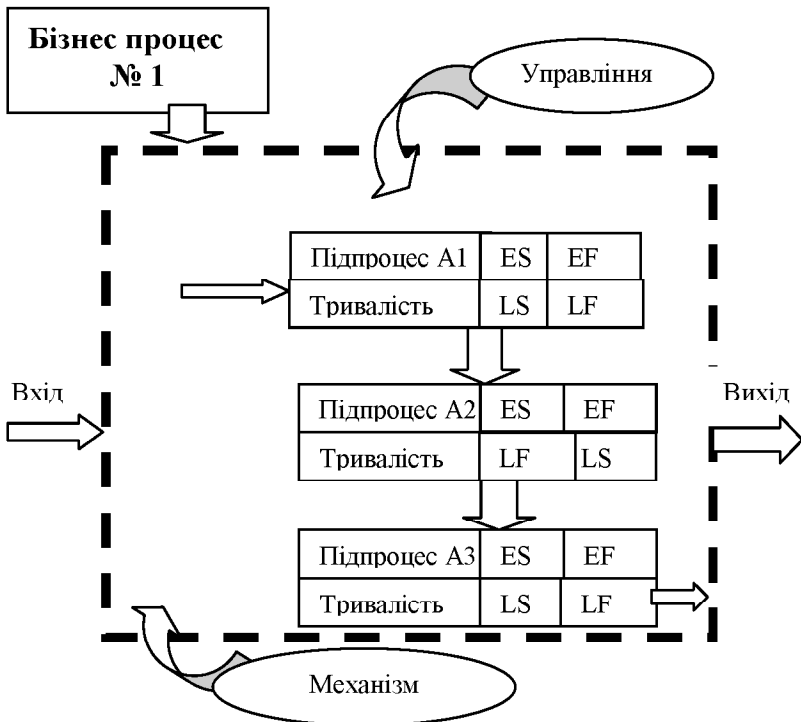 Бізнес процес
№ 1
Управління
Підпроцес А1 ES EF
Тривалість LS LF
Вхід
Підпроцес А2 ES EF
Тривалість LF LS
Вихід
Підпроцес А3 ES EF
Тривалість LS LF
Механізм